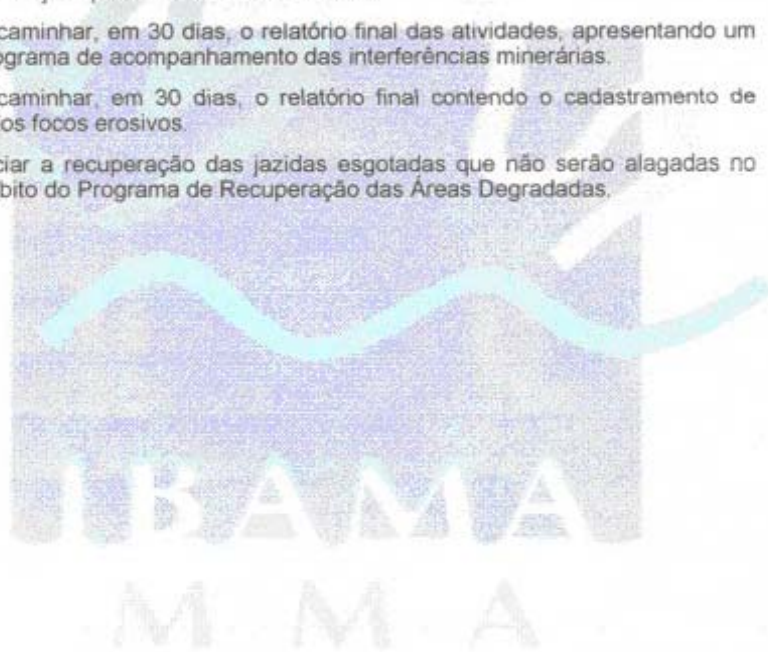 caminhar, em 30 dias, o relatório final das atividades, apresentando um
grama de acompanhamento das interferências minerárias.
caminhar, em 30 dias, o relatório final contendo o cadastramento de
os focos erosivos.
ciar a recuperação das jazidas esgotadas que não serão alagadas no
bito do Programa de Recuperação das Áreas Degradadas.
IBAMA
M M A